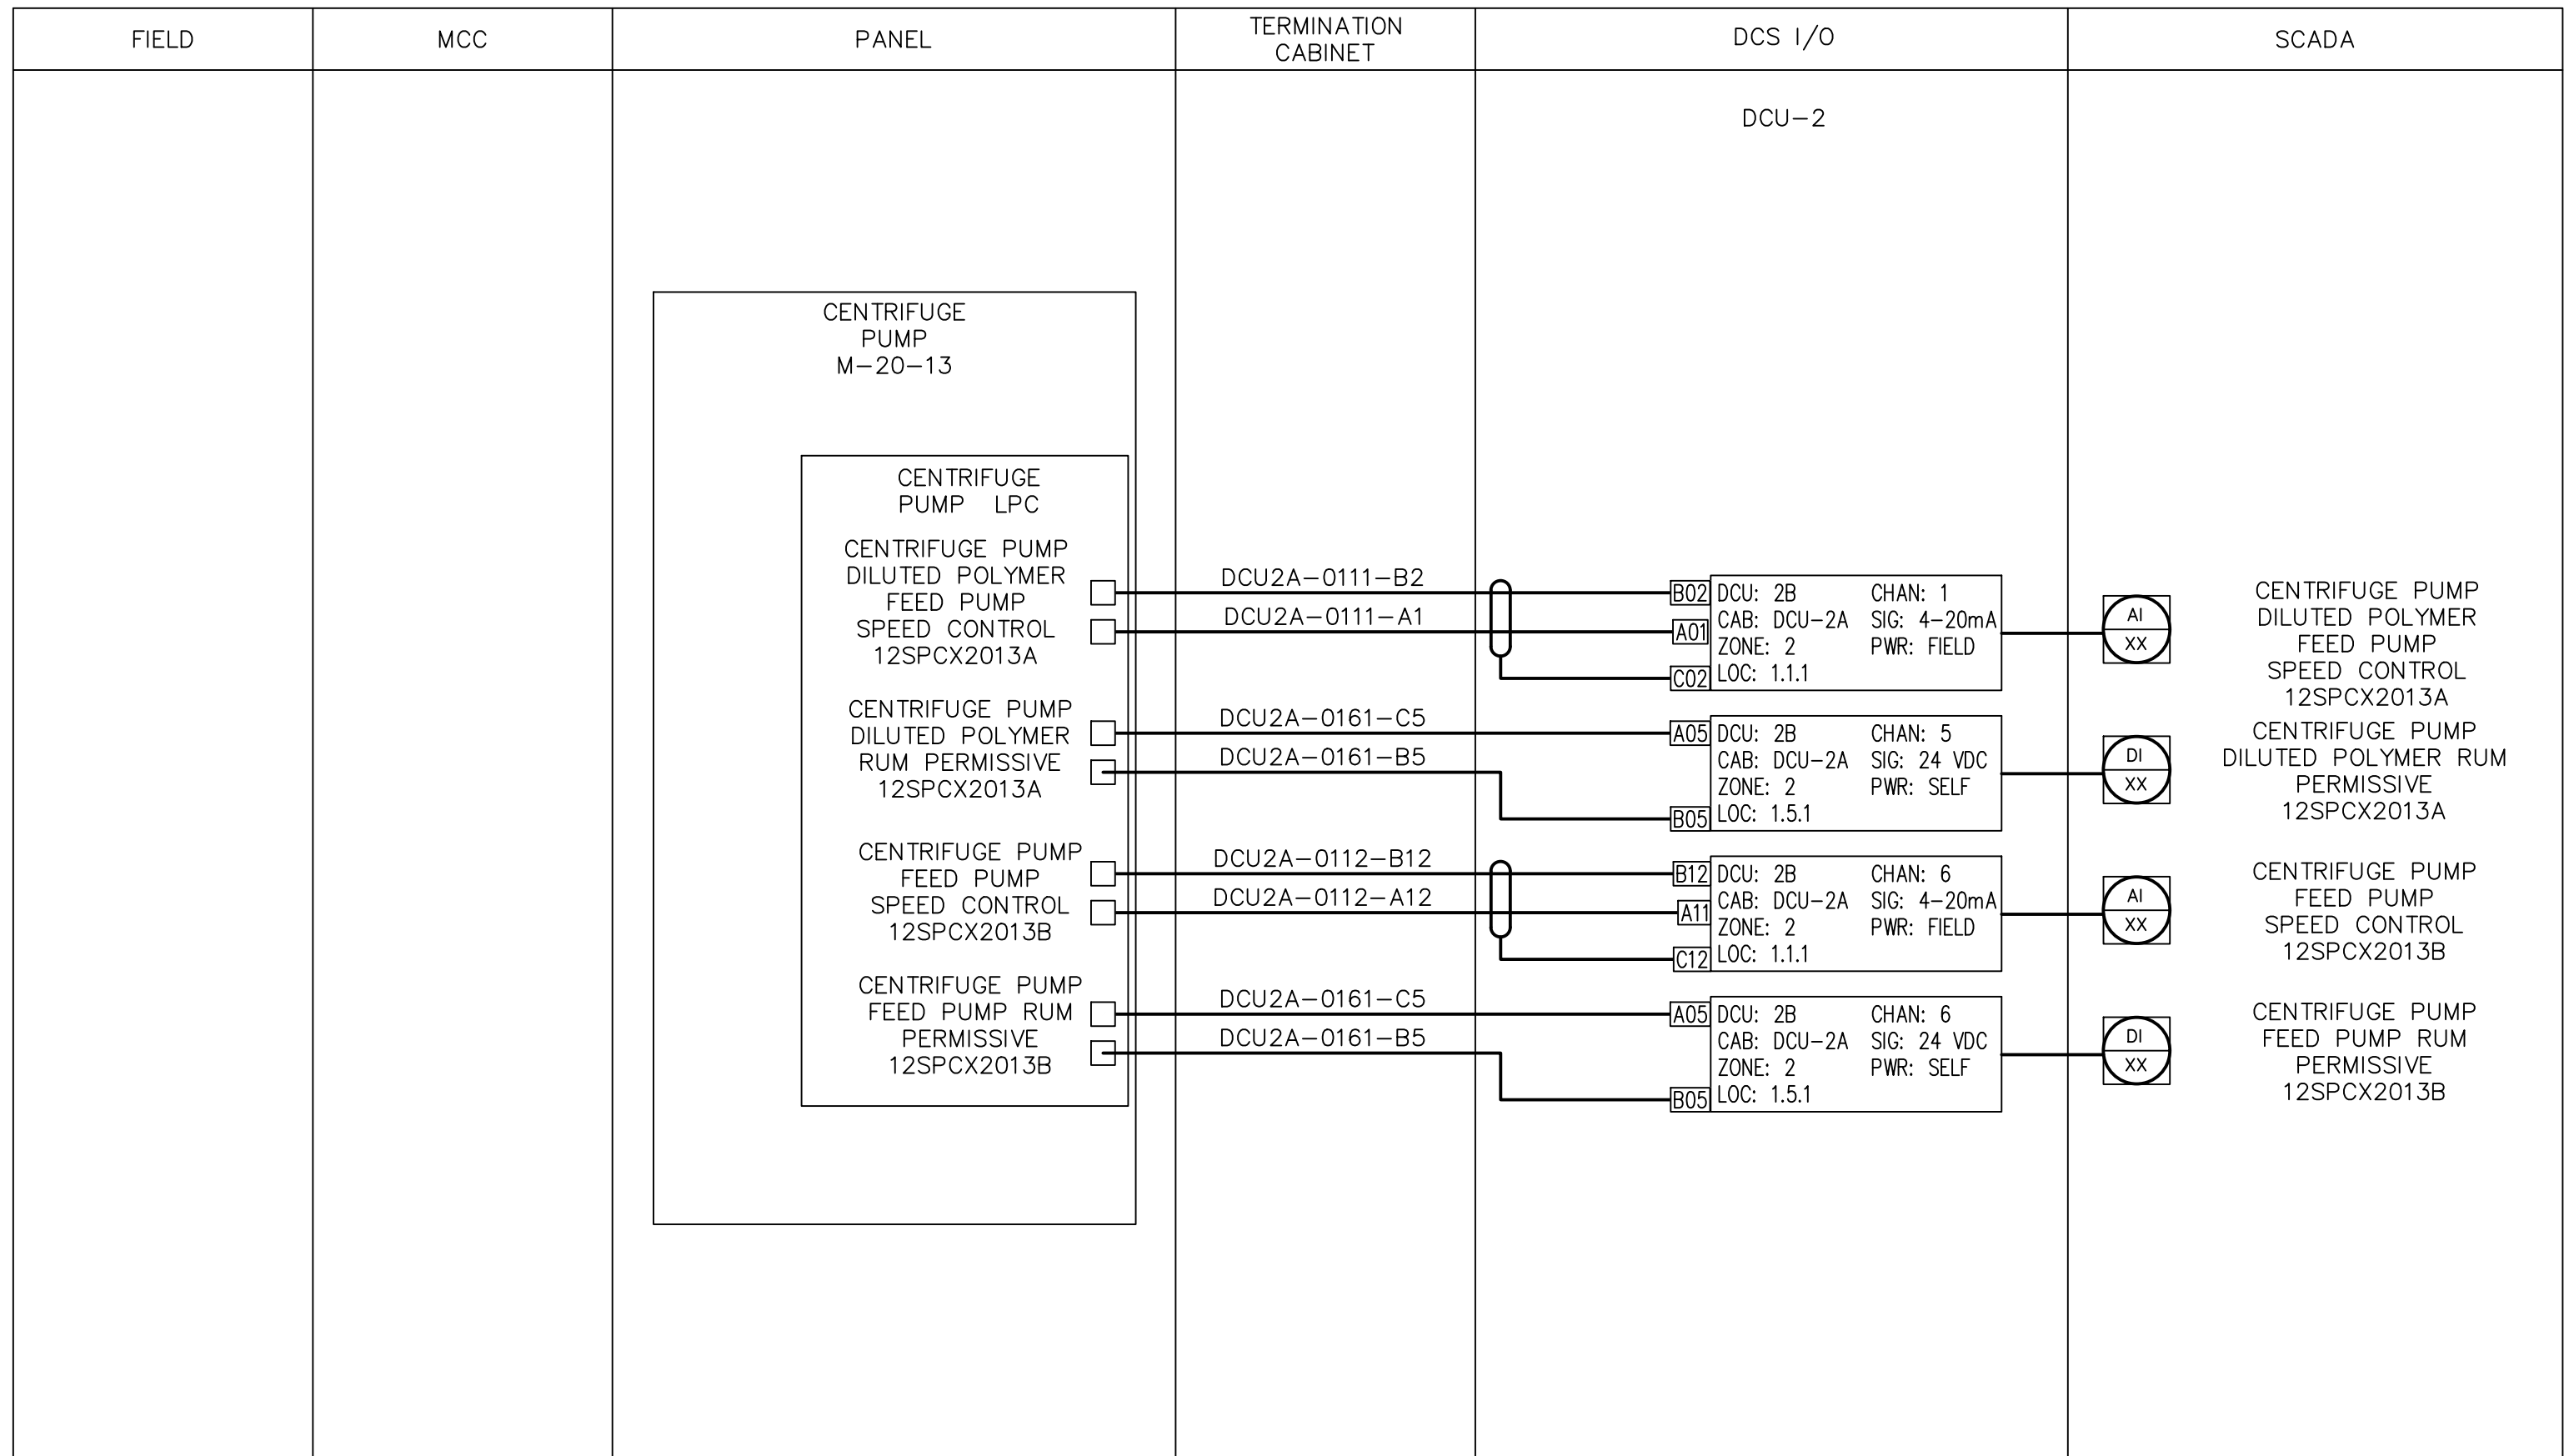 FIELD
MCC
PANEL
TERMINATION
CABINET
DCS I/O
SCADA
DCU-2
CENTRIFUGE
PUMP
M-20-13
CENTRIFUGE
PUMP LPC
CENTRIFUGE PUMP
DILUTED POLYMER
FEED PUMP
SPEED CONTROL
12SPCX2013A
DCU2A-0111-B2
DCU2A-0111-A1
B02
A01
C02
DCU: 2B CHAN: 1
CAB: DCU-2A SIG: 4-20mA
ZONE: 2 PWR: FIELD
LOC: 1.1.1
AI
XX
CENTRIFUGE PUMP
DILUTED POLYMER
FEED PUMP
SPEED CONTROL
12SPCX2013A
CENTRIFUGE PUMP
DILUTED POLYMER
RUM PERMISSIVE
12SPCX2013A
DCU2A-0161-C5
DCU2A-0161-B5
A05
B05
DCU: 2B CHAN: 5
CAB: DCU-2A SIG: 24 VDC
ZONE: 2 PWR: SELF
LOC: 1.5.1
DI
XX
CENTRIFUGE PUMP
DILUTED POLYMER RUM
PERMISSIVE
12SPCX2013A
CENTRIFUGE PUMP
FEED PUMP
SPEED CONTROL
12SPCX2013B
DCU2A-0112-B12
DCU2A-0112-A12
B12
A11
C12
DCU: 2B CHAN: 6
CAB: DCU-2A SIG: 4-20mA
ZONE: 2 PWR: FIELD
LOC: 1.1.1
AI
XX
CENTRIFUGE PUMP
FEED PUMP
SPEED CONTROL
12SPCX2013B
CENTRIFUGE PUMP
FEED PUMP RUM
PERMISSIVE
12SPCX2013B
DCU2A-0161-C5
DCU2A-0161-B5
A05
B05
DCU: 2B CHAN: 6
CAB: DCU-2A SIG: 24 VDC
ZONE: 2 PWR: SELF
LOC: 1.5.1
DI
XX
CENTRIFUGE PUMP
FEED PUMP RUM
PERMISSIVE
12SPCX2013B